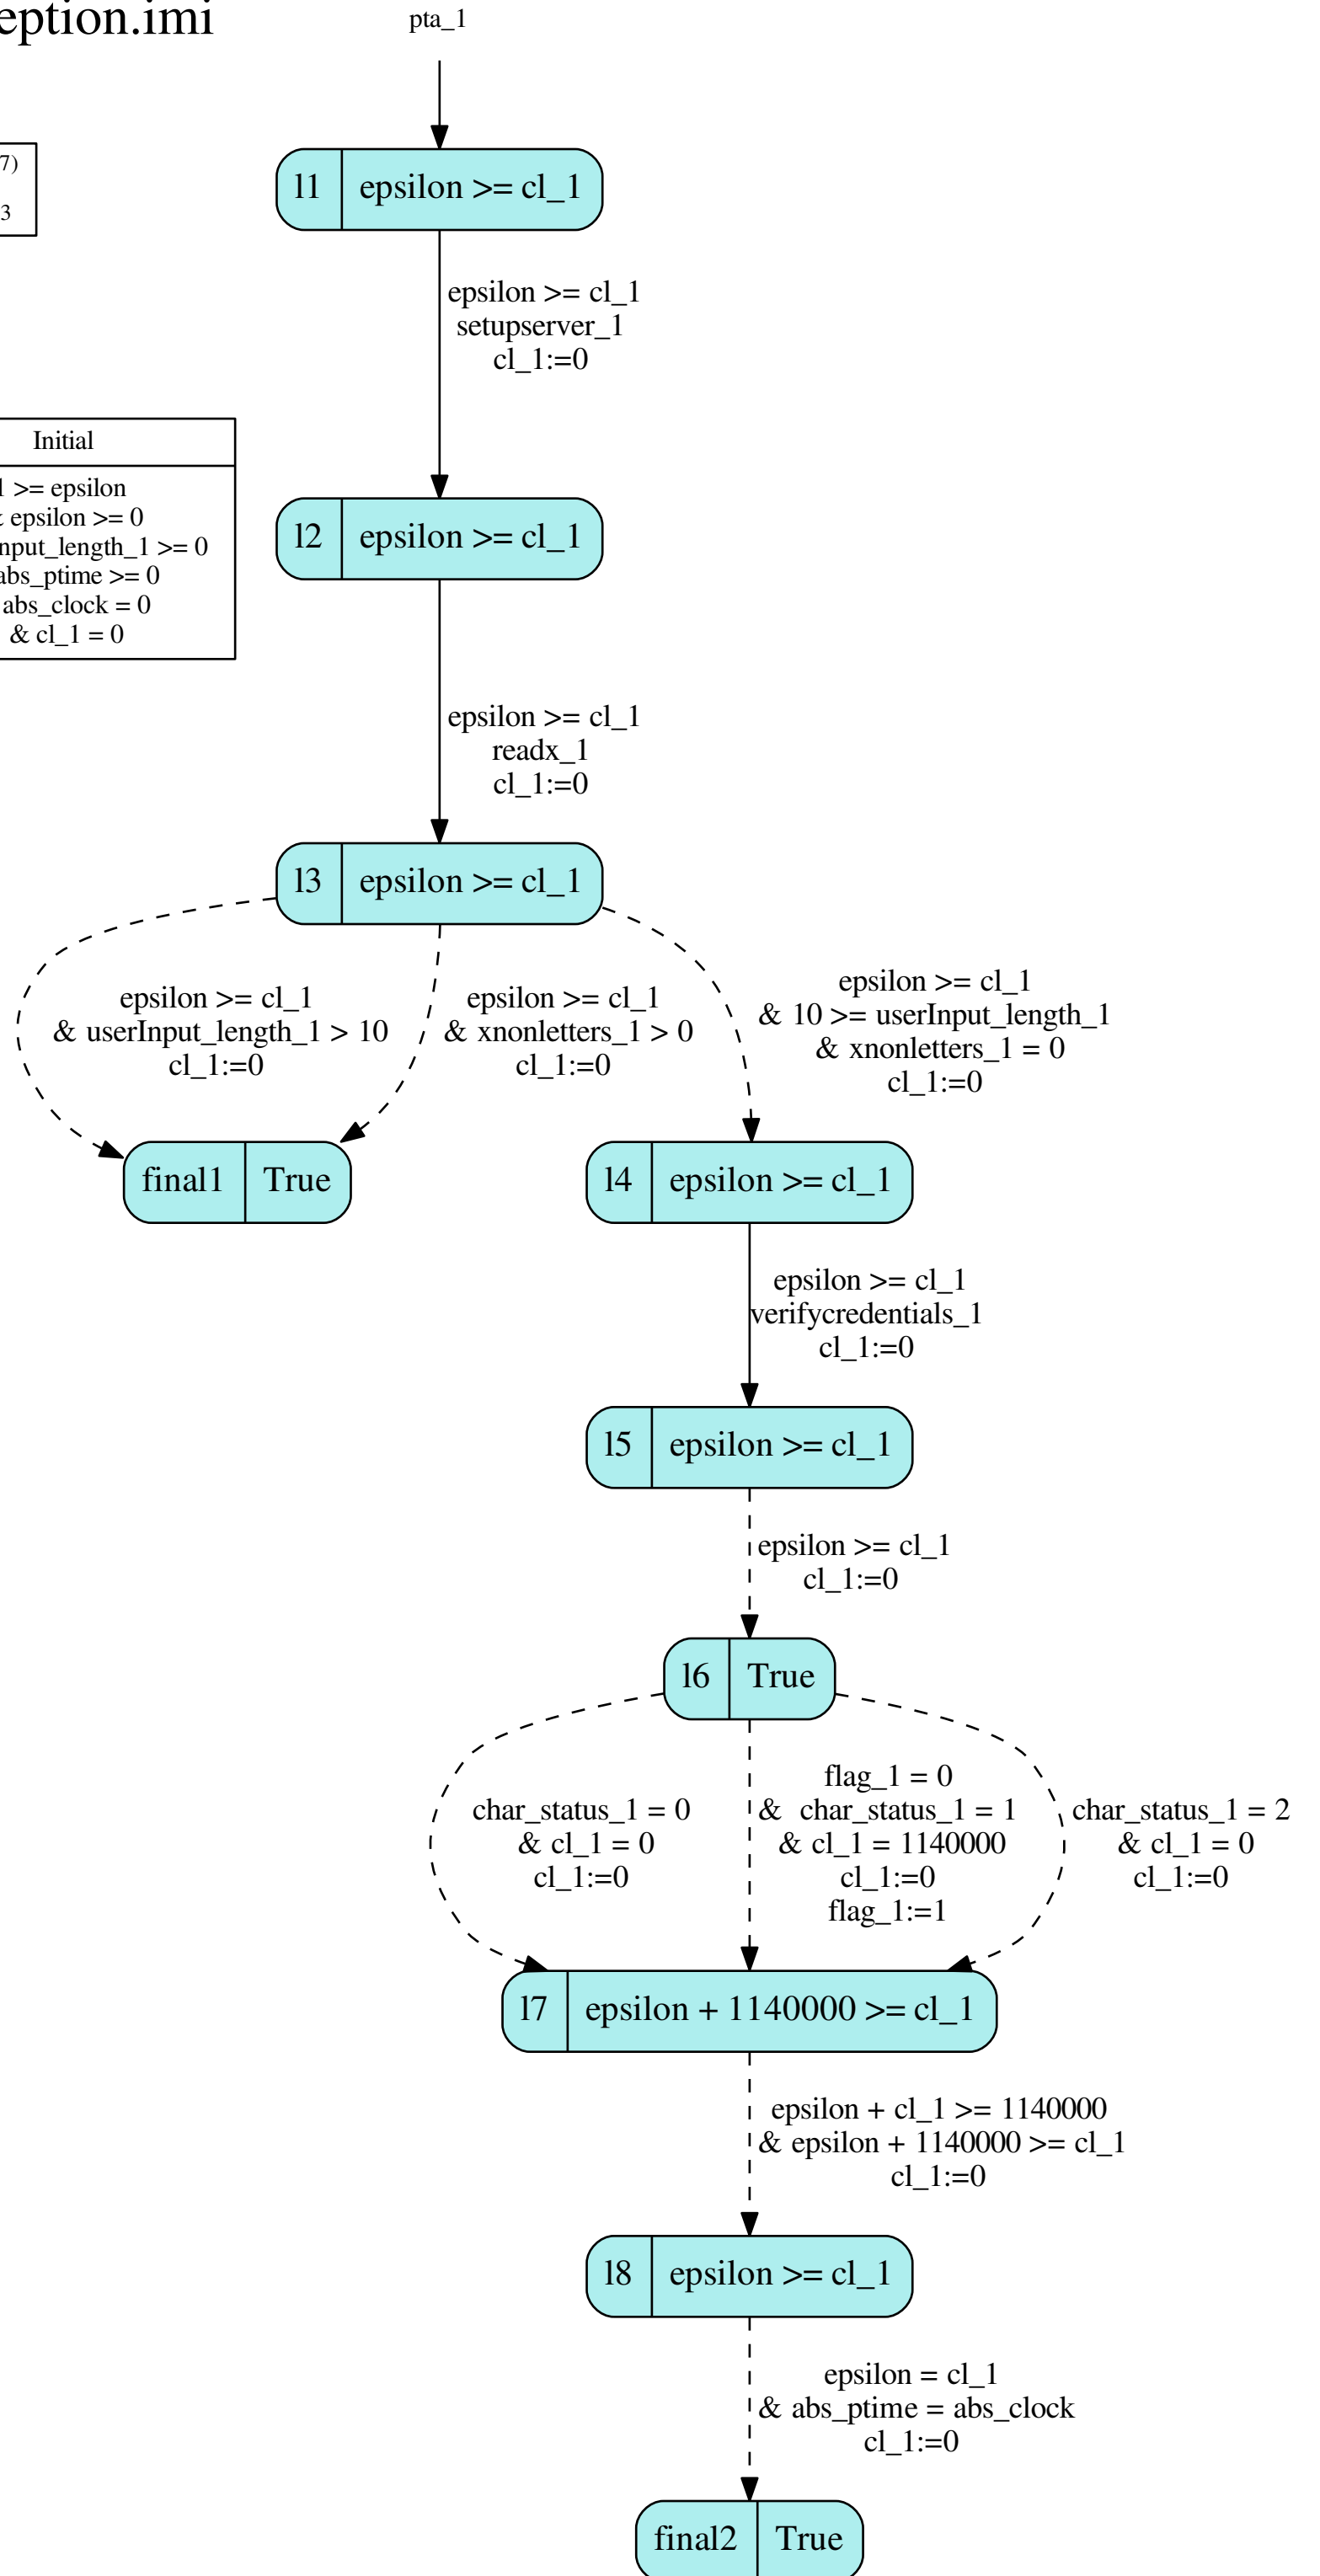 eption.imi
pta_1
7)
3
l1
epsilon >= cl_1
epsilon >= cl_1
setupserver_1
cl_1:=0
Initial
1 >= epsilon
& epsilon >= 0
nput_length_1 >= 0
abs_ptime >= 0
abs_clock = 0
& cl_1 = 0
l2
epsilon >= cl_1
epsilon >= cl_1
readx_1
cl_1:=0
l3
epsilon >= cl_1
epsilon >= cl_1
& userInput_length_1 > 10
cl_1:=0
epsilon >= cl_1
& xnonletters_1 > 0
cl_1:=0
epsilon >= cl_1
& 10 >= userInput_length_1
& xnonletters_1 = 0
cl_1:=0
final1
True
l4
epsilon >= cl_1
epsilon >= cl_1
verifycredentials_1
cl_1:=0
l5
epsilon >= cl_1
epsilon >= cl_1
cl_1:=0
l6
True
char_status_1 = 0
& cl_1 = 0
cl_1:=0
flag_1 = 0
& char_status_1 = 1
& cl_1 = 1140000
cl_1:=0
flag_1:=1
char_status_1 = 2
& cl_1 = 0
cl_1:=0
l7
epsilon + 1140000 >= cl_1
epsilon + cl_1 >= 1140000
& epsilon + 1140000 >= cl_1
cl_1:=0
l8
epsilon >= cl_1
epsilon = cl_1
& abs_ptime = abs_clock
cl_1:=0
final2
True